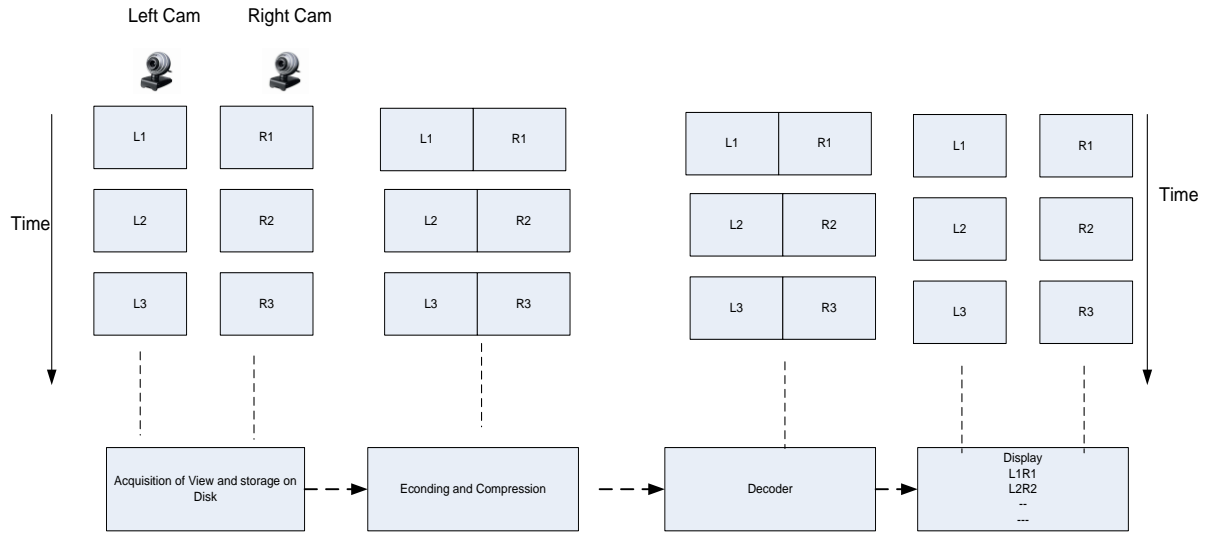 Left Cam Right Cam
L1 R1 L1 R1 L1 R1 L1 R1
Time L2 R2 L2 R2 L2 R2 L2 R2 Time
L3 R3 L3 R3 L3 R3 L3 R3
Acquisition of View and storage on
Disk
Econding and Compression
Decoder
Display
L1R1
L2R2
--
---